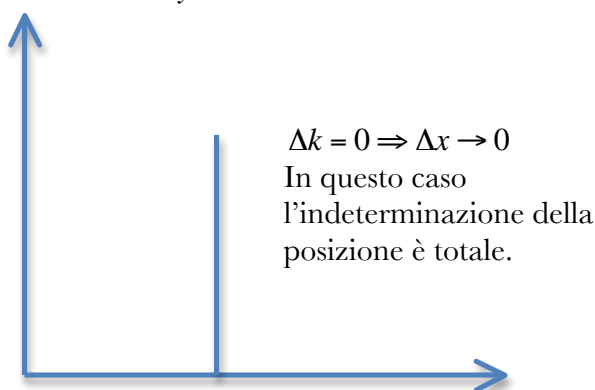 Δk = 0 ⇒ Δx → 0
In questo caso
l'indeterminazione della
posizione è totale.